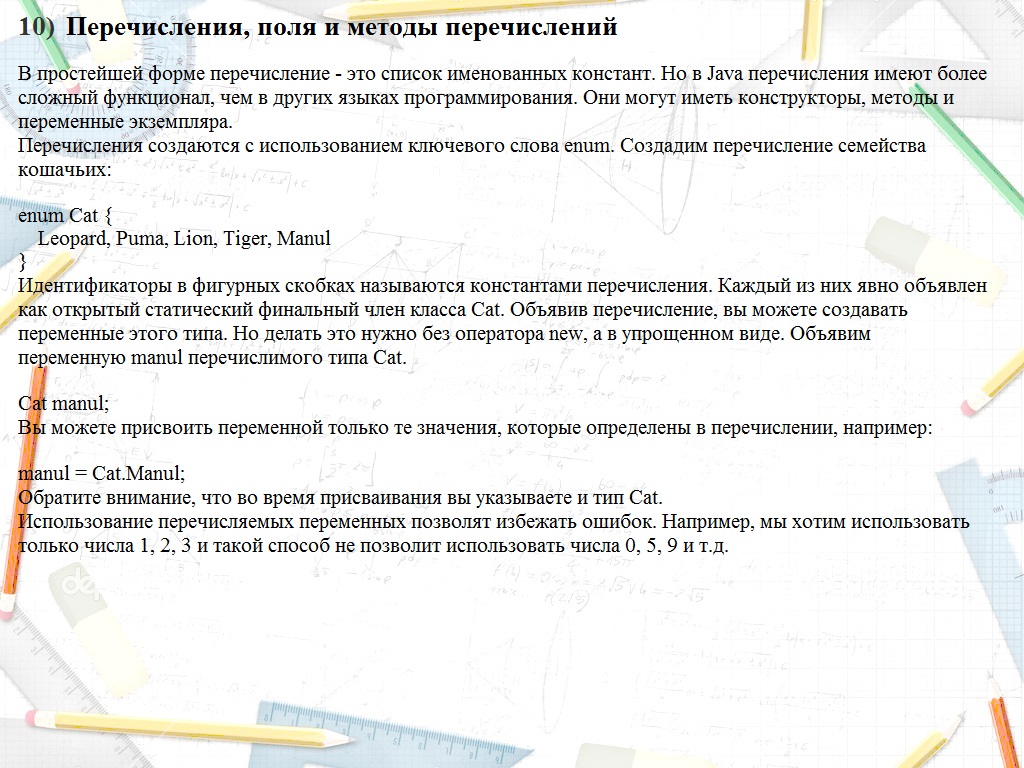 10) Перечисления, поля и методы перечислений
В простейшей форме перечисление - это список именованных констант. Но в Java перечисления имеют более
сложный функционал, чем в других языках программирования. Они могут иметь конструкторы, методы и
переменные экземпляра.
Перечисления создаются с использованием ключевого слова enum. Создадим перечисление семейства
кошачьих:
enum Cat {
Leopard, Puma, Lion, Tiger, Manul
}
Идентификаторы в фигурных скобках называются константами перечисления. Каждый из них явно объявлен
как открытый статический финальный член класса Cat. Объявив перечисление, вы можете создавать
переменные этого типа. Но делать это нужно без оператора new, а в упрощенном виде. Объявим
переменную manul перечислимого типа Cat.
Cat manul;
Вы можете присвоить переменной только те значения, которые определены в перечислении, например:
manul = Cat.Manul;
Обратите внимание, что во время присваивания вы указываете и тип Cat.
Использование перечисляемых переменных позволят избежать ошибок. Например, мы хотим использовать
только числа 1, 2, 3 и такой способ не позволит использовать числа 0, 5, 9 и т.д.